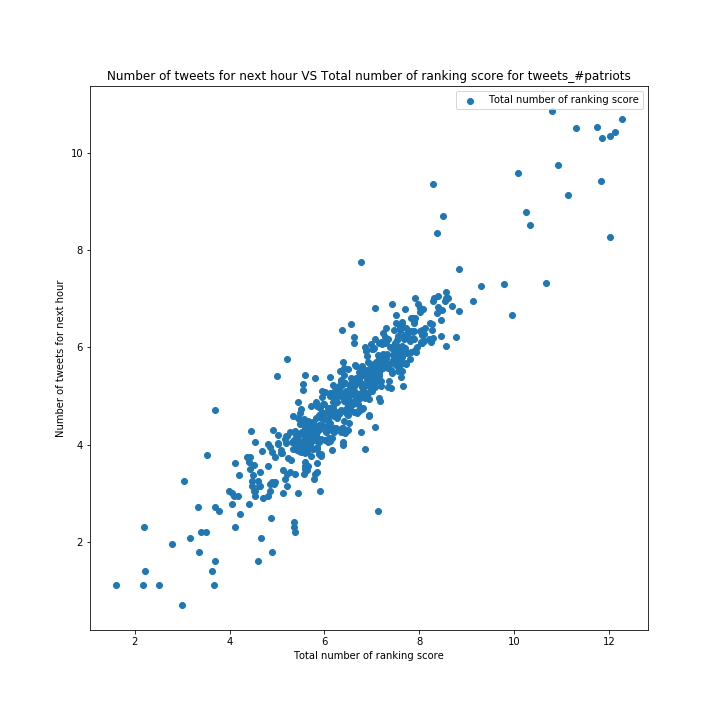 Number of tweets for next hour VS Total number of ranking score for tweets_#patriots
Total number of ranking score
10
8
6
4
2
Number of tweets for next hour
2 4 6 8 10 12
Total number of ranking score